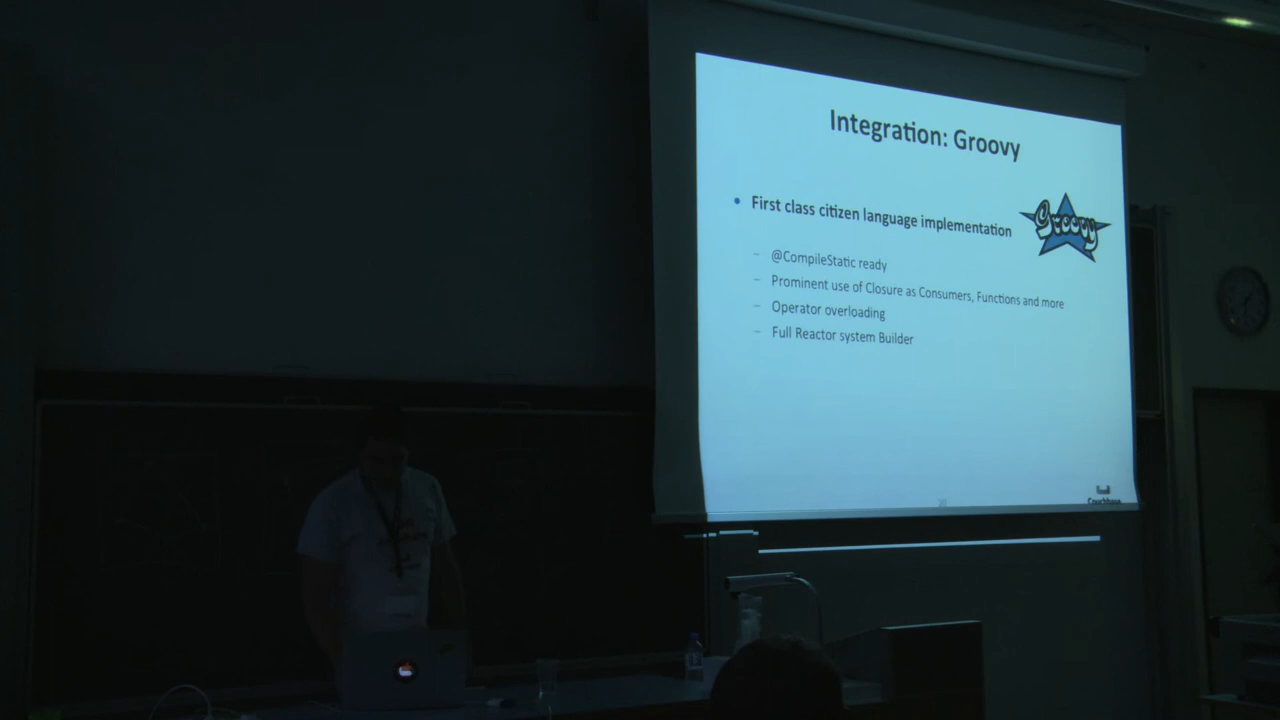 Integration: Groovy
• First class citizen language implementation
Groovy
– @CompileStatic ready
– Prominent use of Closure as Consumers, Functions and more
– Operator overloading
– Full Reactor system Builder
Couchbase